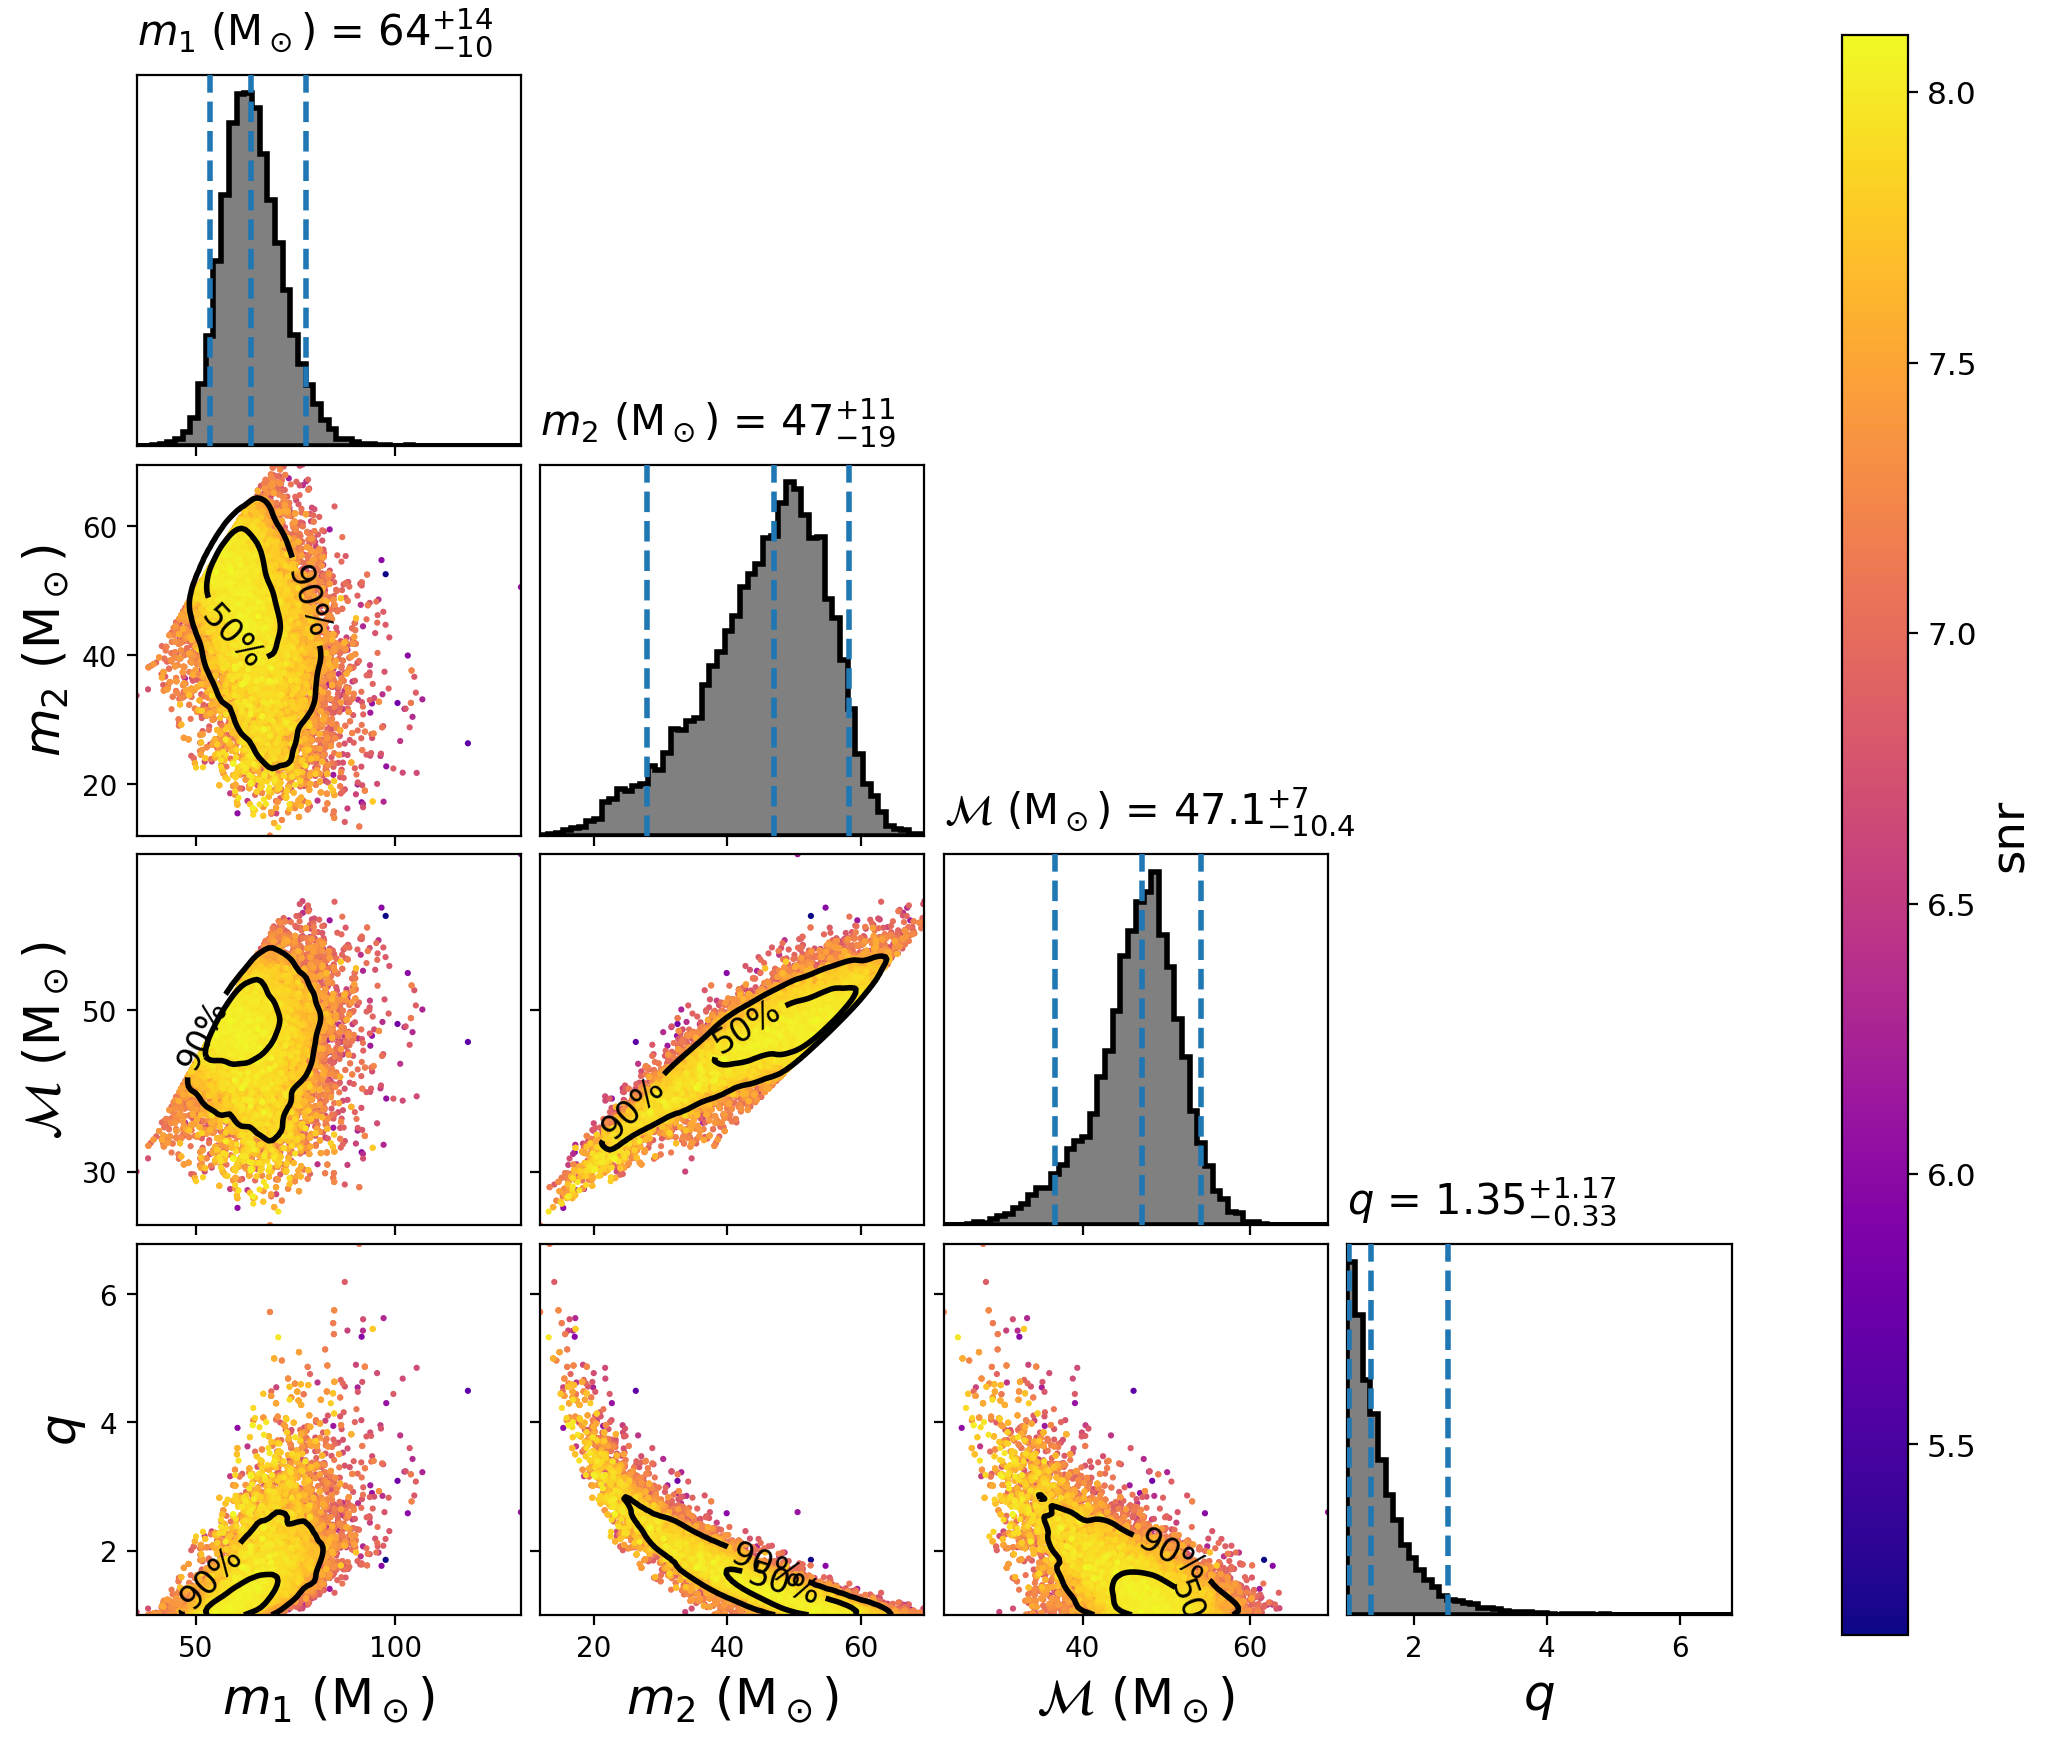 m₁ (M⊙) = 64⁺¹⁴₋₁₀
8.0
7.5
7.0
6.5
6.0
5.5
snr
m₂ (M⊙) = 47⁺¹¹₋₁₉
m₂ (M⊙)
60
40
20
90%
50%
ℳ (M⊙) = 47.1⁺⁷₋₁₀.₄
ℳ (M⊙)
50
30
90%
50%
90%
q = 1.35⁺¹·¹⁷₋₀.₃₃
q
6
4
2
90%
90%
50%
90%
50
50
100
20
40
60
40
60
2
4
6
m₁ (M⊙)
m₂ (M⊙)
ℳ (M⊙)
q